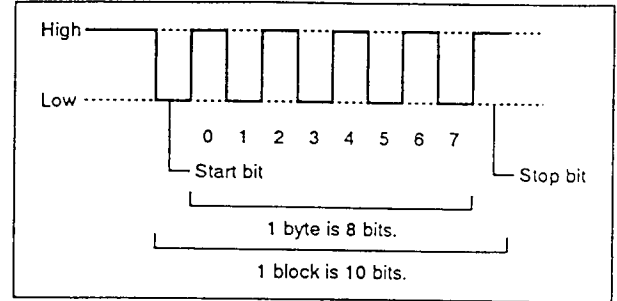 High
Low
0 1 2 3 4 5 6 7
Start bit
Stop bit
1 byte is 8 bits.
1 block is 10 bits.